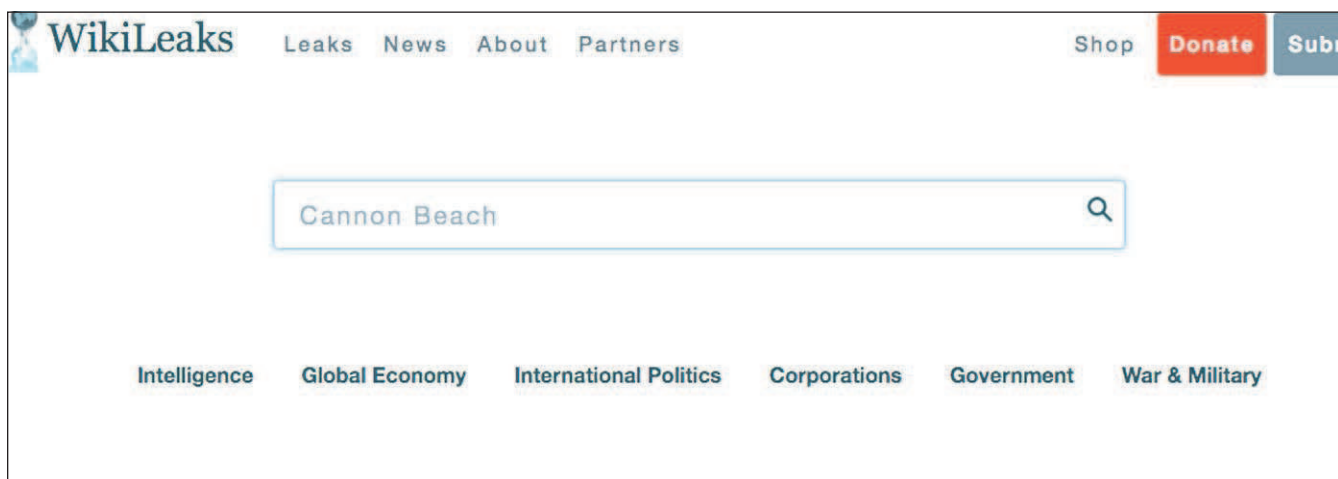 WikiLeaks Leaks News About Partners Shop Donate
Cannon Beach
Intelligence Global Economy International Politics Corporations Government War & Military